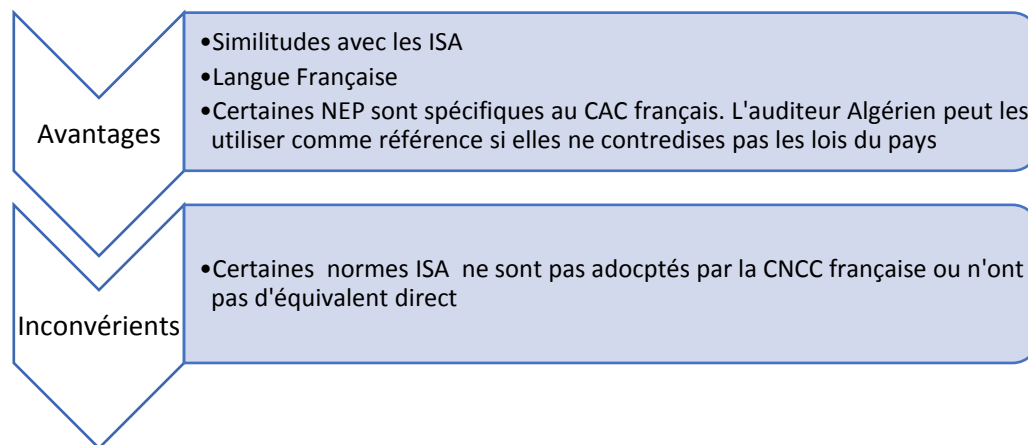 Avantages
•Similitudes avec les ISA
•Langue Française
•Certaines NEP sont spécifiques au CAC français. L'auditeur Algérien peut les
utiliser comme référence si elles ne contredises pas les lois du pays
Inconvérients
•Certaines  normes ISA  ne sont pas adocptés par la CNCC française ou n'ont
pas d'équivalent direct